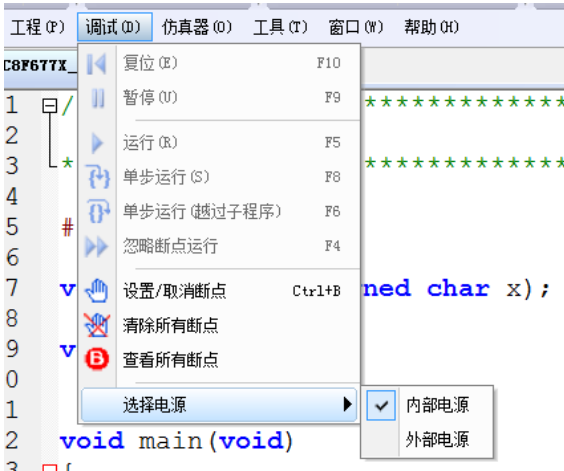 工程(P) 调试(D) 仿真器(O) 工具(T) 窗口(W) 帮助(H)
C8F677X_
复位(E) F10
1 / *************
暂停(U) F9
2
运行(R) F5
3 * *************
单步运行(S) F8
4
单步运行(越过子程序) F6
5 #
忽略断点运行 F4
6
7 v ned char x);
设置/取消断点 Ctrl+B
8
清除所有断点
9 v
查看所有断点
0
1
选择电源 内部电源
2 void main(void)
外部电源
3 {